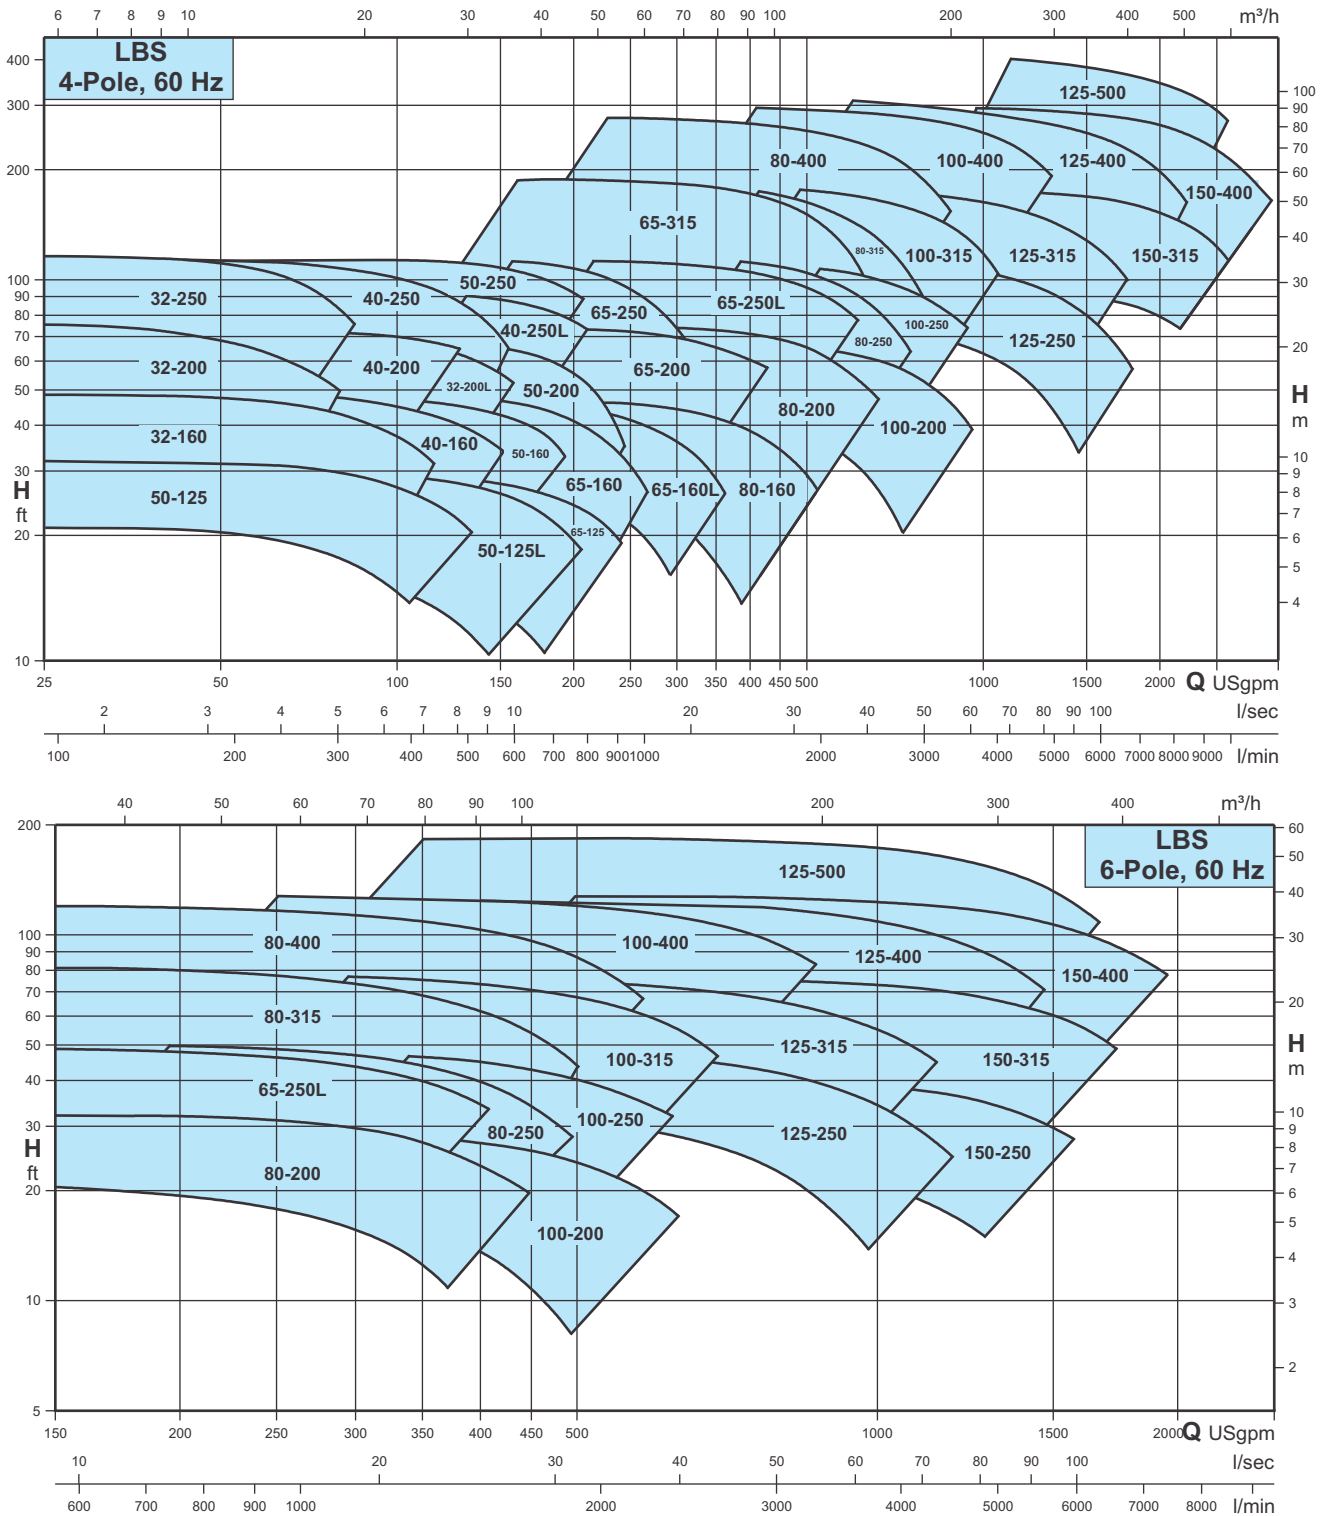 6 7 8 9 10 20 30 40 50 60 70 80 90 100 200 300 400 500 m³/h
LBS
4-Pole, 60 Hz
400
300
200
100
90
80
70
60
50
40
30
20
10
H
ft
100
90
80
70
60
50
40
30
20
10
9
8
7
6
5
4
H
m
125-500
80-400 100-400 125-400
150-400
65-315
80-315 100-315 125-315 150-315
32-250 40-250 50-250
65-250 65-250L
40-250L 80-250 100-250 125-250
32-200 40-200 65-200
32-200L 50-200
80-200 100-200
32-160 40-160 50-160
65-160 65-160L 80-160
50-125 65-125
50-125L
25 50 100 150 200 250 300 350 400 450 500 1000 1500 2000 Q USgpm
2 3 4 5 6 7 8 9 10 20 30 40 50 60 70 80 90 100 l/sec
100 200 300 400 500 600 700 800 900 1000 2000 3000 4000 5000 6000 7000 8000 9000 l/min
40 50 60 70 80 90 100 200 300 400 m³/h
LBS
6-Pole, 60 Hz
200
100
90
80
70
60
50
40
30
20
10
5
H
ft
60
50
40
30
20
10
9
8
7
6
5
4
3
2
H
m
125-500
80-400 100-400
125-400
150-400
80-315
100-315 125-315 150-315
65-250L
80-250 100-250 125-250
150-250
80-200
100-200
150 200 250 300 350 400 450 500 1000 1500 2000 Q USgpm
10 20 30 40 50 60 70 80 90 100 l/sec
600 700 800 900 1000 2000 3000 4000 5000 6000 7000 8000 l/min